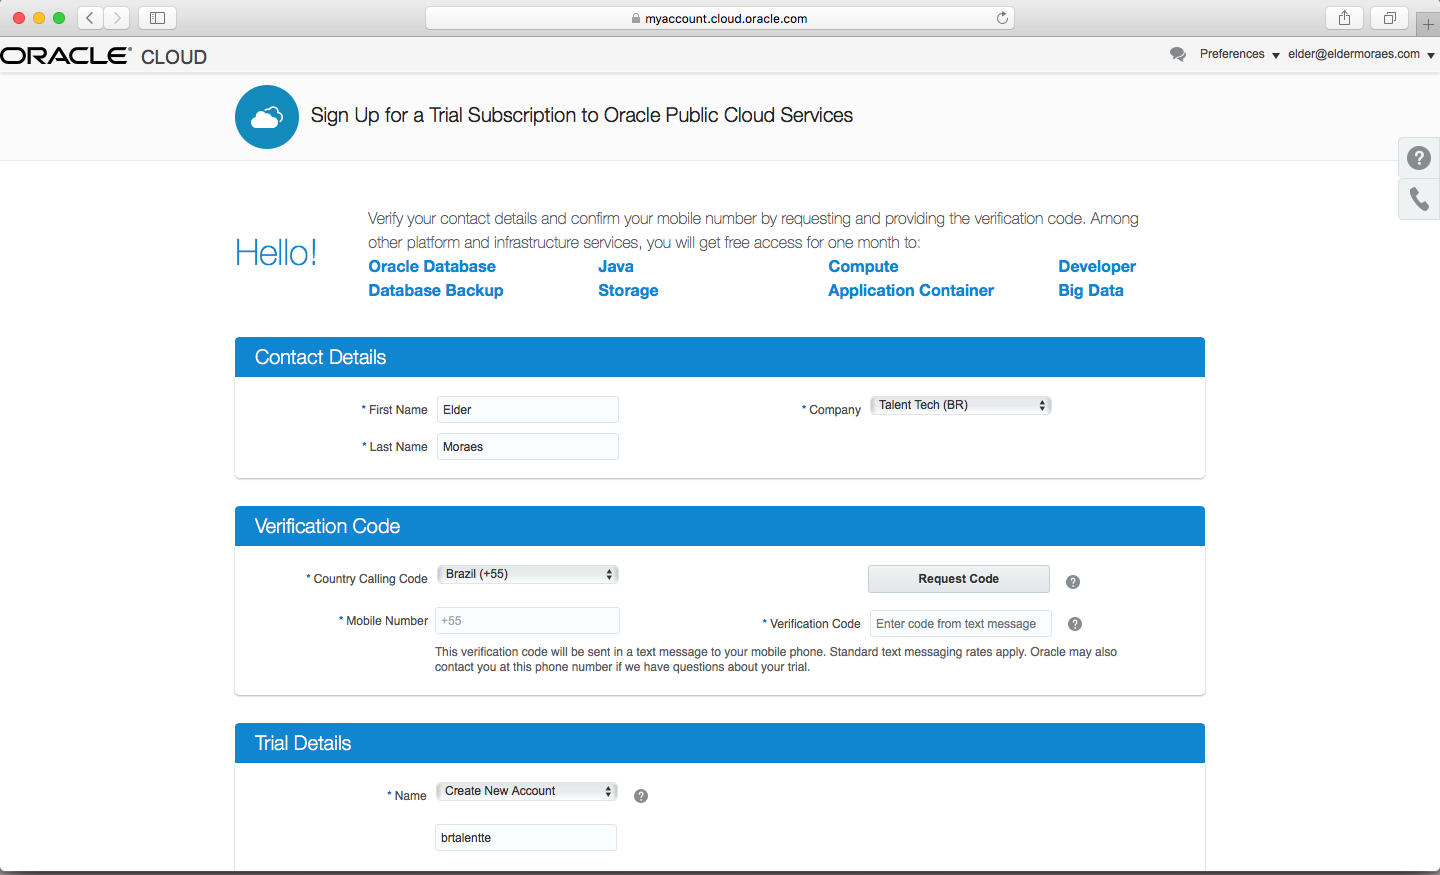 myaccount.cloud.oracle.com
ORACLE CLOUD
Preferences elder@eldermoraes.com
Sign Up for a Trial Subscription to Oracle Public Cloud Services
Hello!
Verify your contact details and confirm your mobile number by requesting and providing the verification code. Among
other platform and infrastructure services, you will get free access for one month to:
Oracle Database Java Compute Developer
Database Backup Storage Application Container Big Data
Contact Details
* First Name Elder * Company Talent Tech (BR)
* Last Name Moraes
Verification Code
* Country Calling Code Brazil (+55) Request Code ?
* Mobile Number +55 * Verification Code Enter code from text message ?
This verification code will be sent in a text message to your mobile phone. Standard text messaging rates apply. Oracle may also
contact you at this phone number if we have questions about your trial.
Trial Details
* Name Create New Account ?
brtalentte